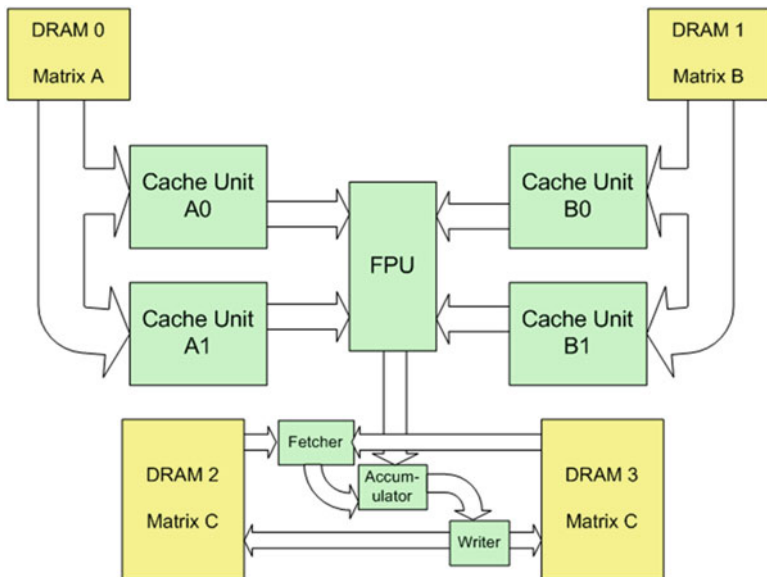 DRAM 0
Matrix A
DRAM 1
Matrix B
Cache Unit
A0
Cache Unit
B0
FPU
Cache Unit
A1
Cache Unit
B1
DRAM 2
Matrix C
Fetcher
Accum-
ulator
Writer
DRAM 3
Matrix C